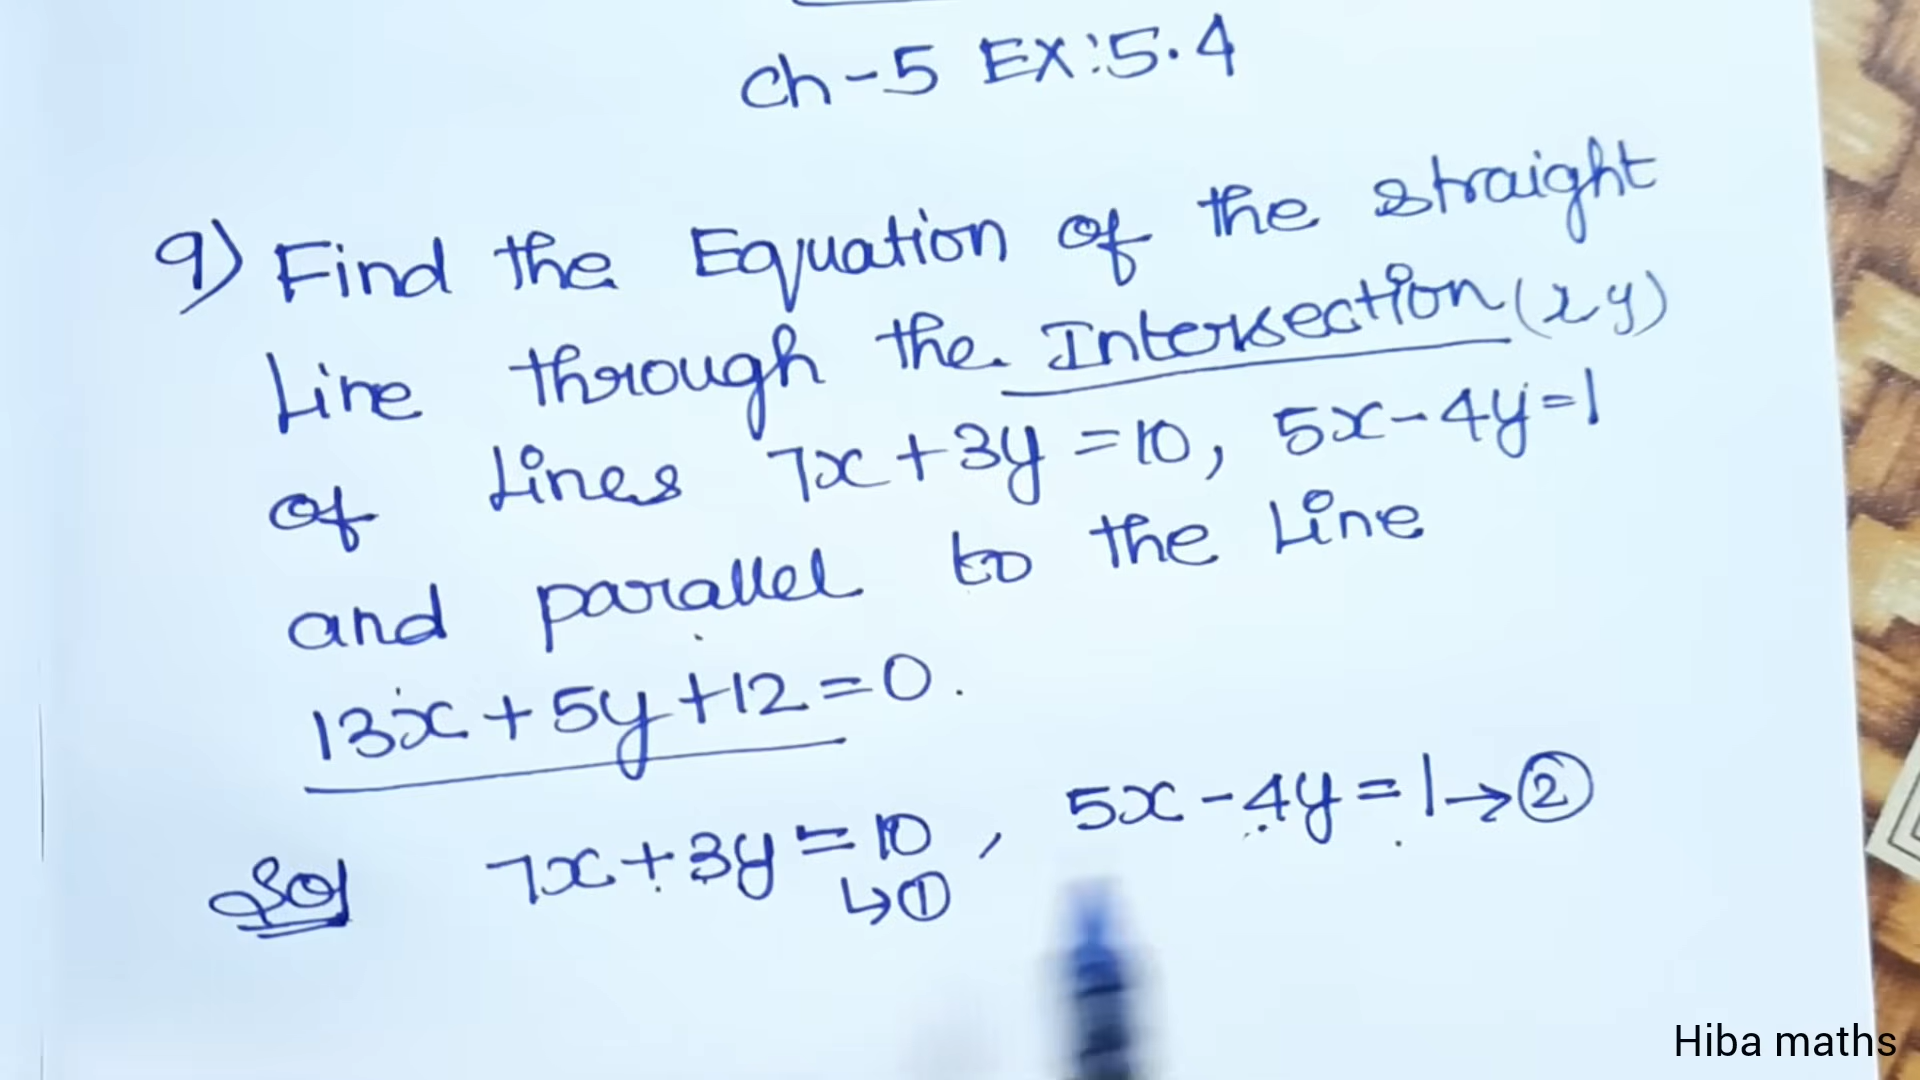 Ch-5 EX:5.4
9) Find the Equation of the straight
Line through the Intersection (x y)
of Lines 7x+3y=10, 5x-4y=1
and parallel to the Line
13x+5y+12=0.
Sol 7x+3y=10, 5x-4y=1→②
↳①
Hiba maths